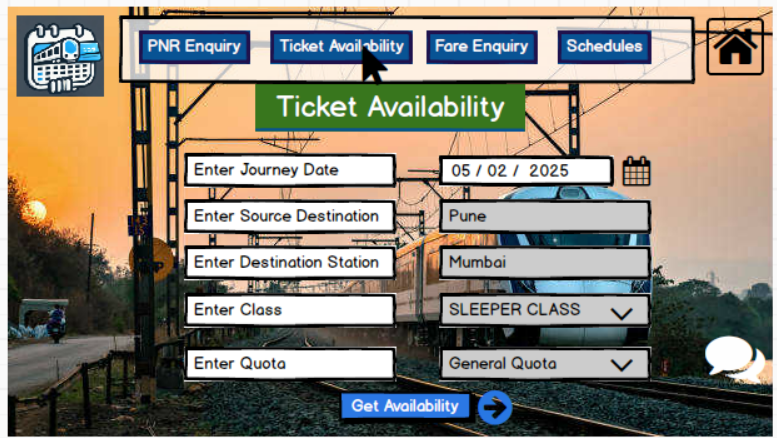 PNR Enquiry Ticket Availability Fare Enquiry Schedules
Ticket Availability
Enter Journey Date 05 / 02 / 2025
Enter Source Destination Pune
Enter Destination Station Mumbai
Enter Class SLEEPER CLASS
Enter Quota General Quota
Get Availability